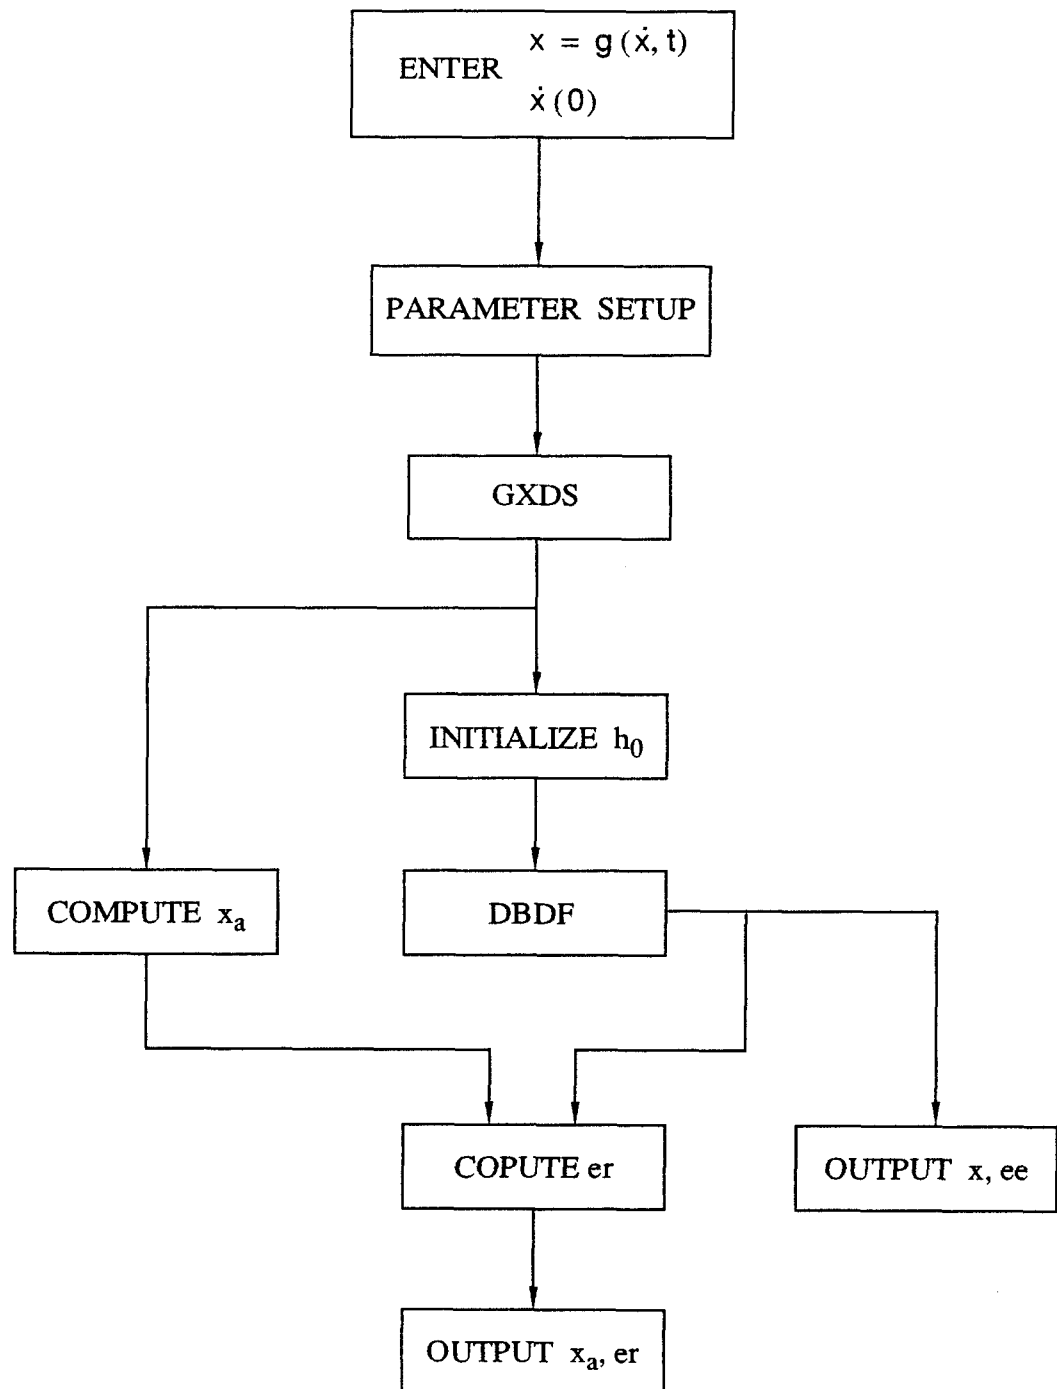 x = g(ẋ, t)
ENTER
ẋ(0)
PARAMETER SETUP
GXDS
INITIALIZE h₀
COMPUTE xₐ
DBDF
COPUTE er
OUTPUT x, ee
OUTPUT xₐ, er